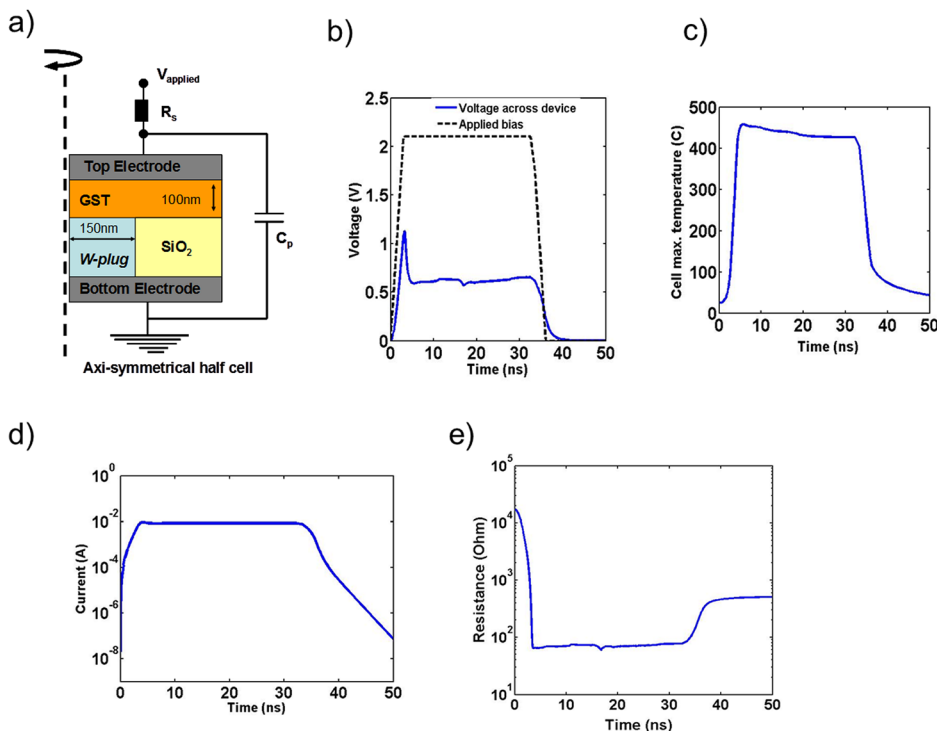 a)
V_applied
R_s
Top Electrode
GST
100nm
150nm
W-plug
SiO₂
C_p
Bottom Electrode
Axi-symmetrical half cell
b)
Voltage (V)
2.5
2
1.5
1
0.5
0
Voltage across device
Applied bias
0 10 20 30 40 50
Time (ns)
c)
Cell max. temperature (C)
500
400
300
200
100
0
0 10 20 30 40 50
Time (ns)
d)
Current (A)
10^0
10^-2
10^-4
10^-6
10^-8
0 10 20 30 40 50
Time (ns)
e)
Resistance (Ohm)
10^5
10^4
10^3
10^2
10^1
0 10 20 30 40 50
Time (ns)